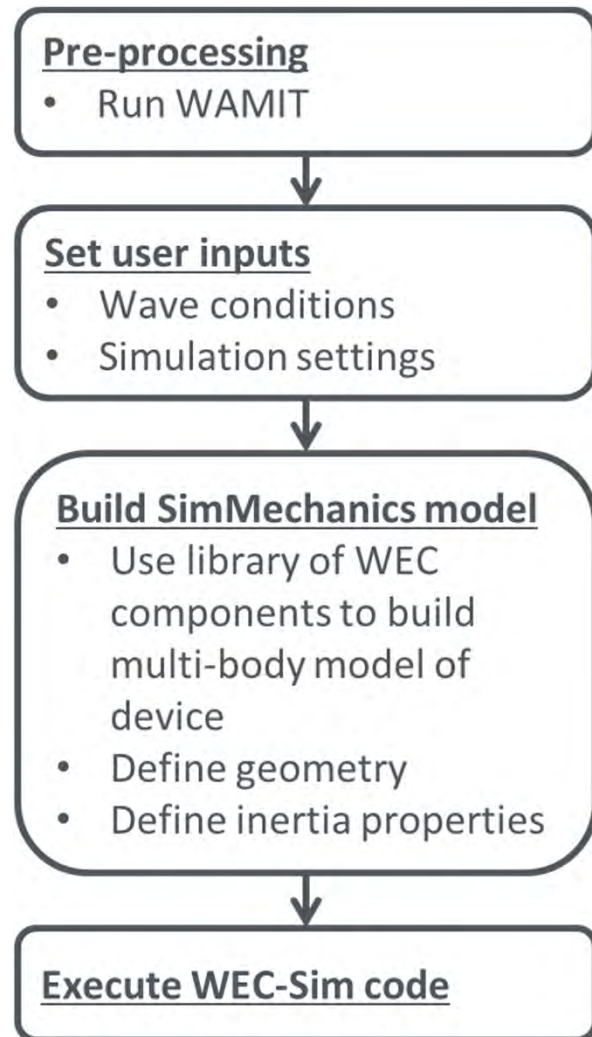 Pre-processing
• Run WAMIT
Set user inputs
• Wave conditions
• Simulation settings
Build SimMechanics model
• Use library of WEC
components to build
multi-body model of
device
• Define geometry
• Define inertia properties
Execute WEC-Sim code